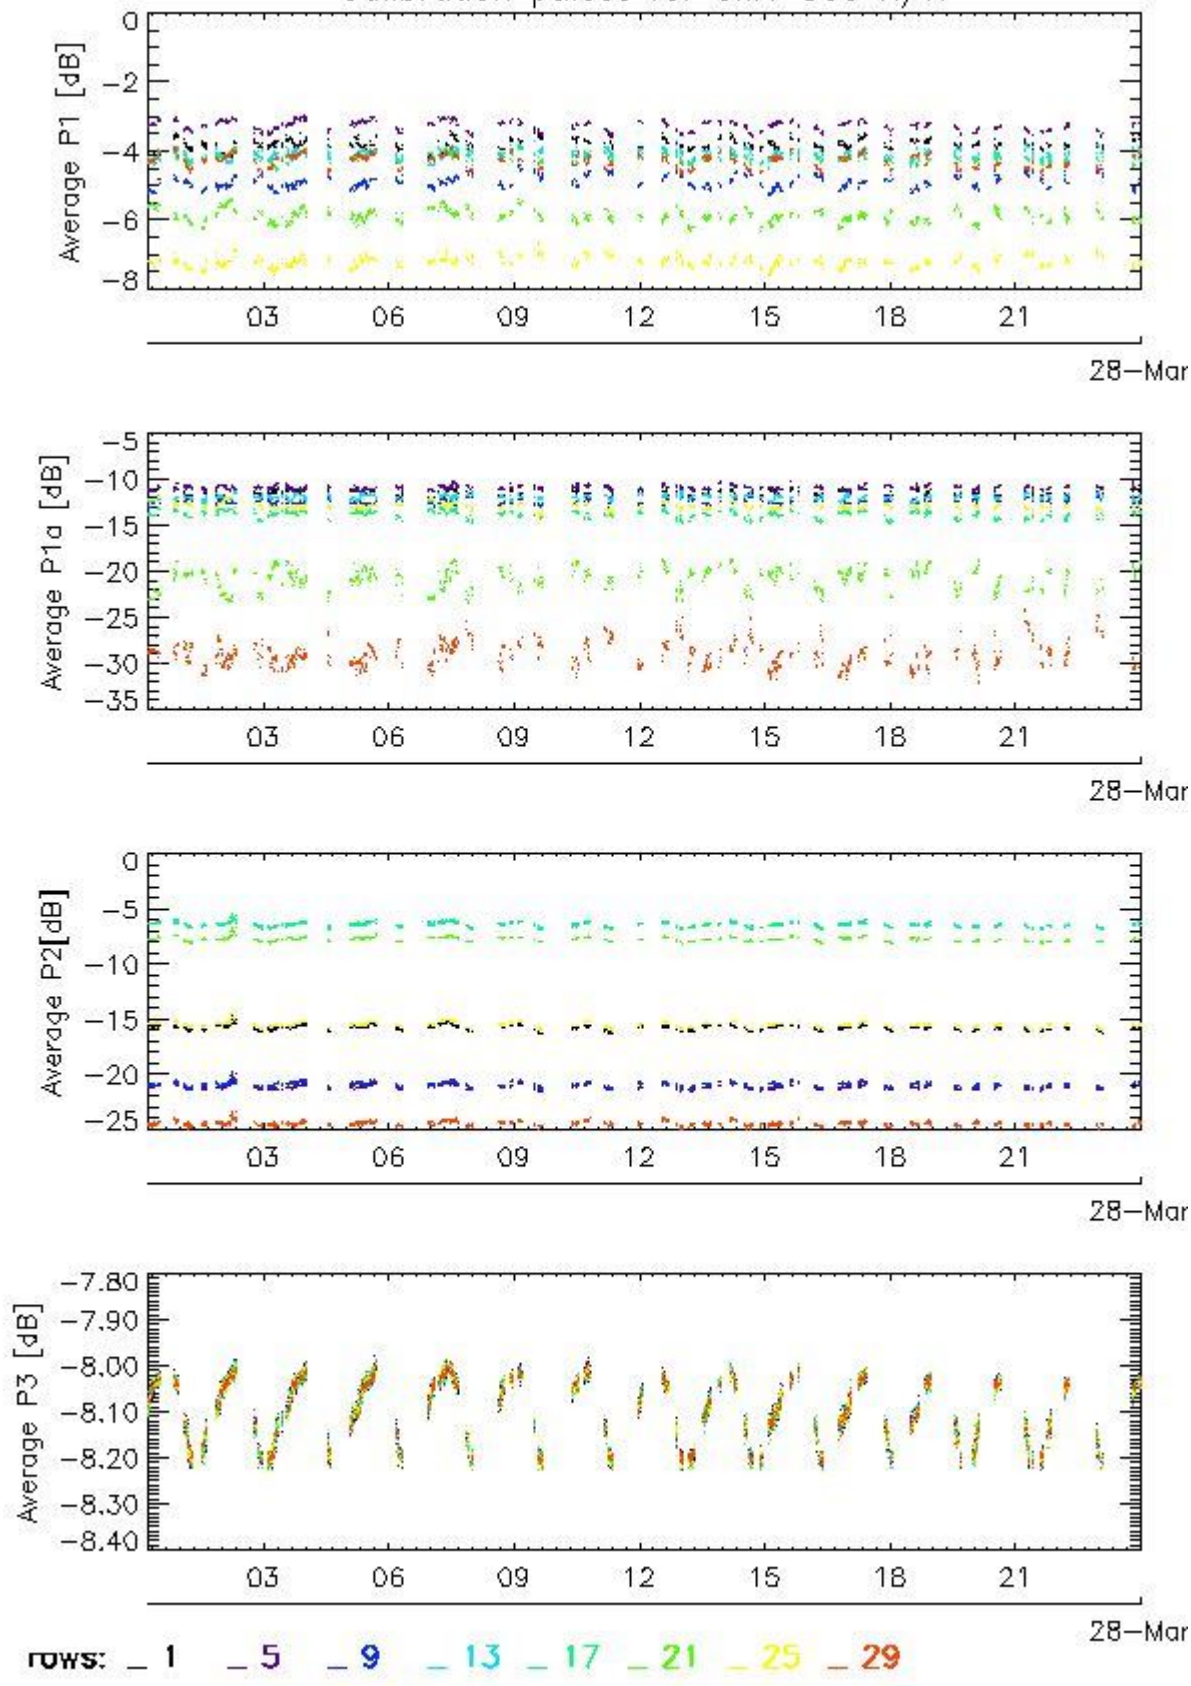 0
−2
−4
−6
−8
Average P1 [dB]
03 06 09 12 15 18 21
28−Mar
−5
−10
−15
−20
−25
−30
−35
Average P1a [dB]
03 06 09 12 15 18 21
28−Mar
0
−5
−10
−15
−20
−25
Average P2[dB]
03 06 09 12 15 18 21
28−Mar
−7.80
−7.90
−8.00
−8.10
−8.20
−8.30
−8.40
Average P3 [dB]
03 06 09 12 15 18 21
28−Mar
rows: _ 1 _ 5 _ 9 _ 13 _ 17 _ 21 _ 25 _ 29